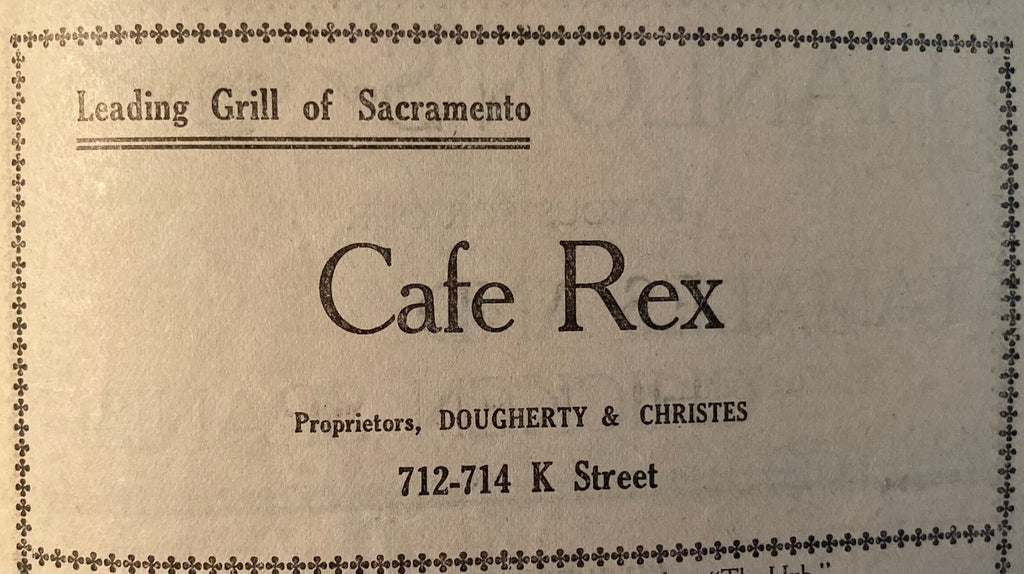 Leading Grill of Sacramento
Cafe Rex
Proprietors, DOUGHERTY & CHRISTES
712-714 K Street